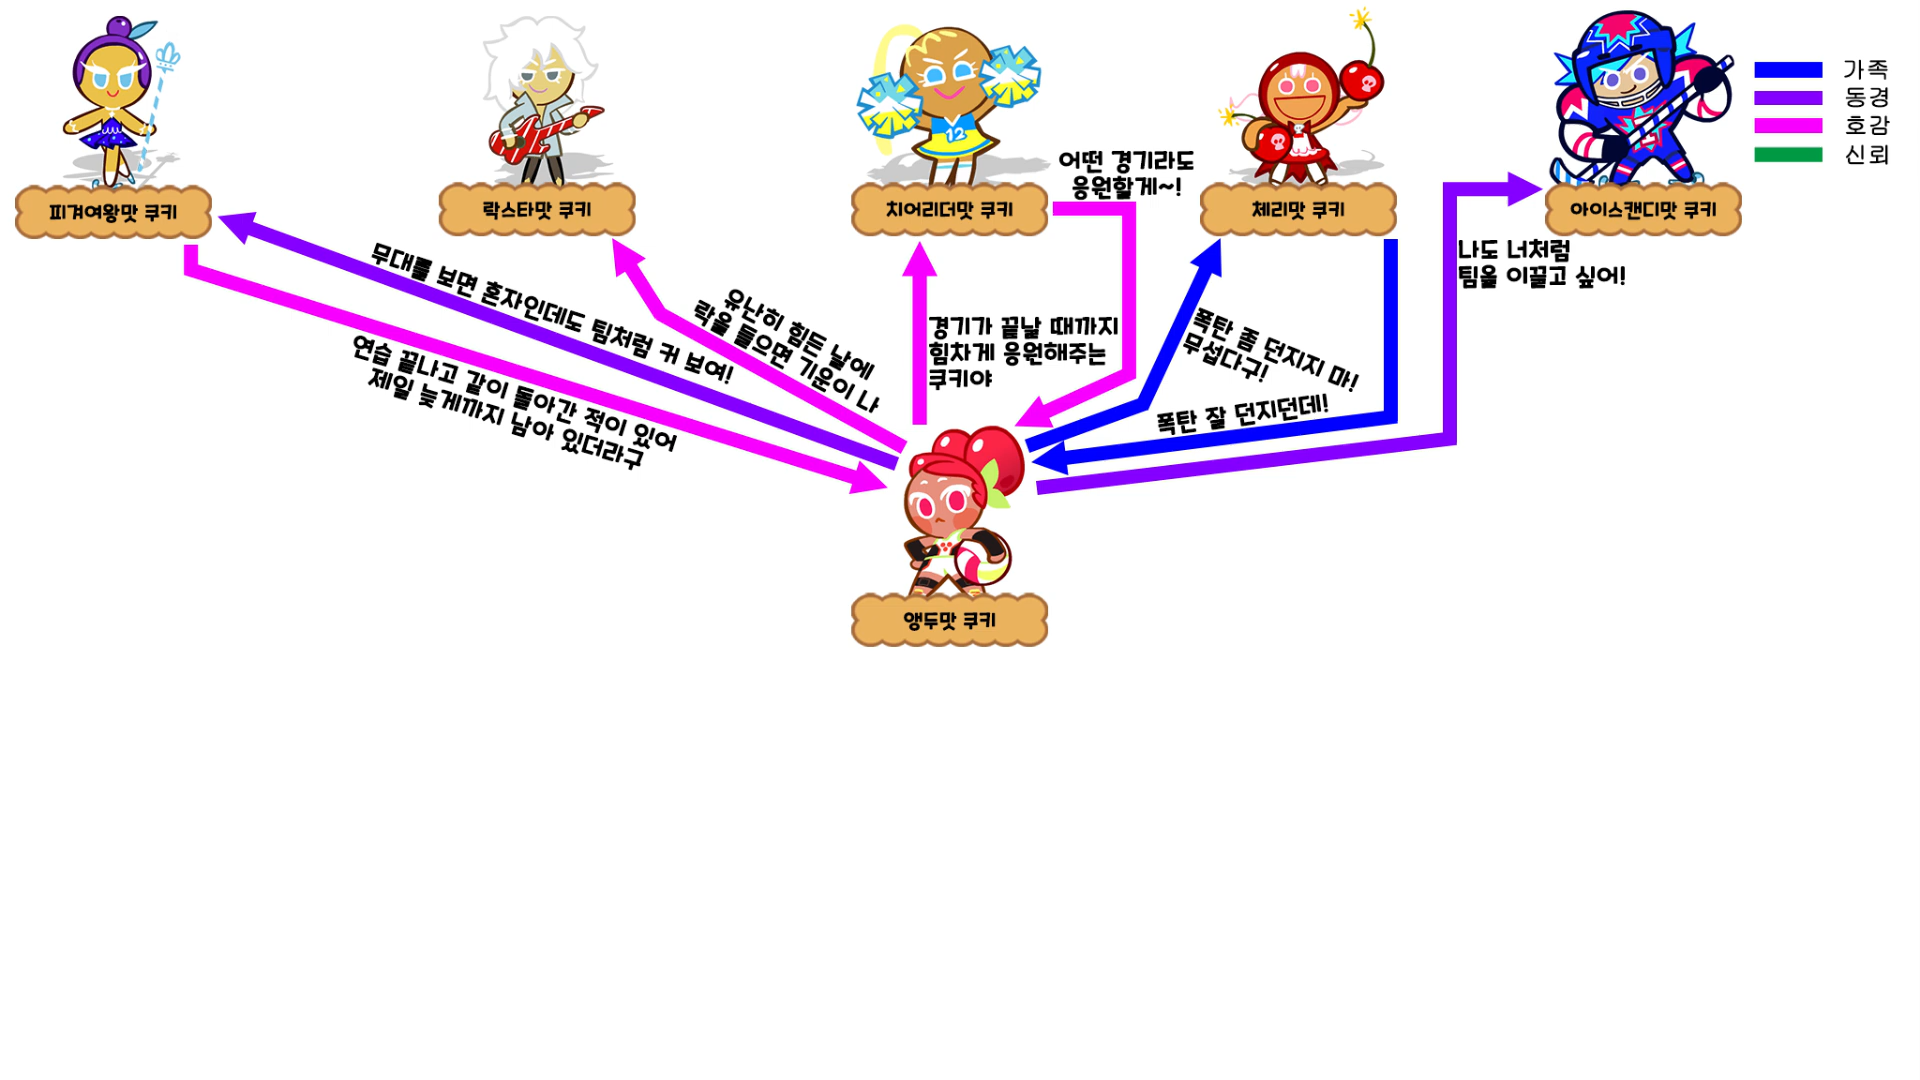 가족
동경
호감
신뢰
피겨여왕맛 쿠키
락스타맛 쿠키
치어리더맛 쿠키
체리맛 쿠키
아이스캔디맛 쿠키
12
어떤 경기라도
응원할게~!
나도 너처럼
팀을 이끌고 싶어!
무대를 보면 혼자인데도 팀처럼 커 보여!
유난히 힘든 날에
락을 들으면 기운이 나
경기가 끝날 때까지
힘차게 응원해주는
쿠키야
폭탄 좀 던지지 마!
무섭다구!
연습 끝나고 같이 돌아간 적이 있어
제일 늦게까지 남아 있더라구
폭탄 잘 던지던데!
앵두맛 쿠키